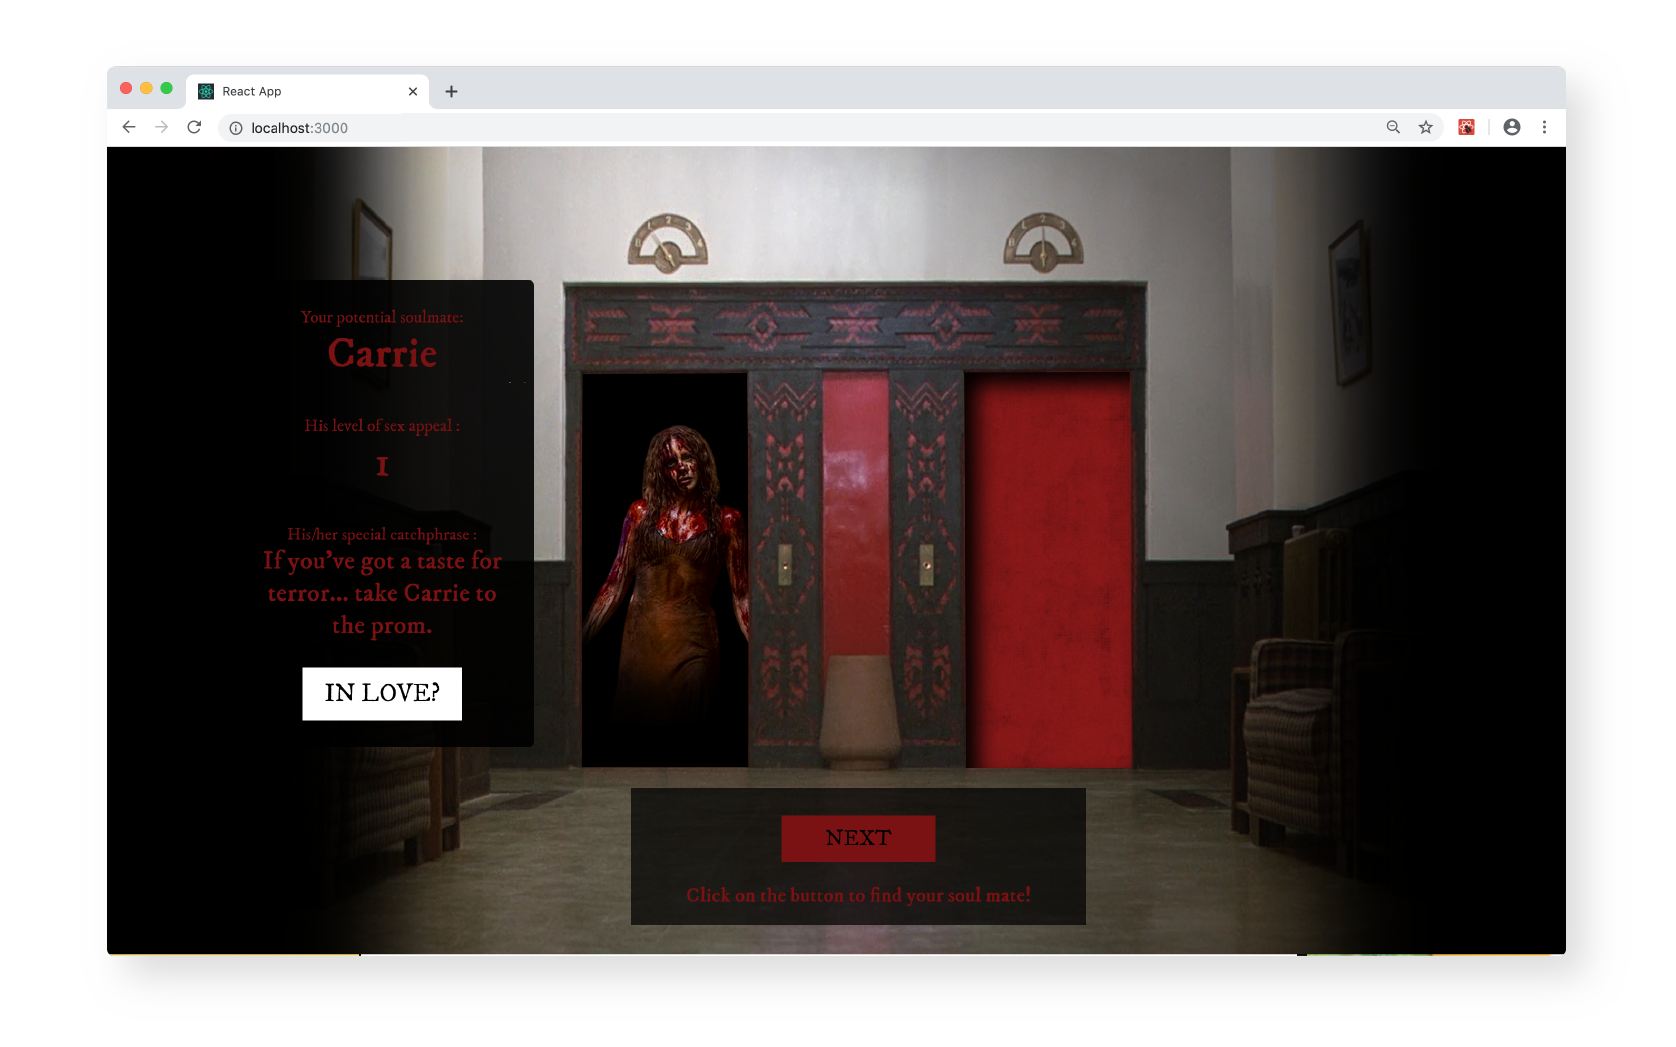 React App
localhost:3000
Your potential soulmate:
Carrie
His level of sex appeal :
1
His/her special catchphrase :
If you've got a taste for
terror... take Carrie to
the prom.
IN LOVE?
NEXT
Click on the button to find your soul mate!